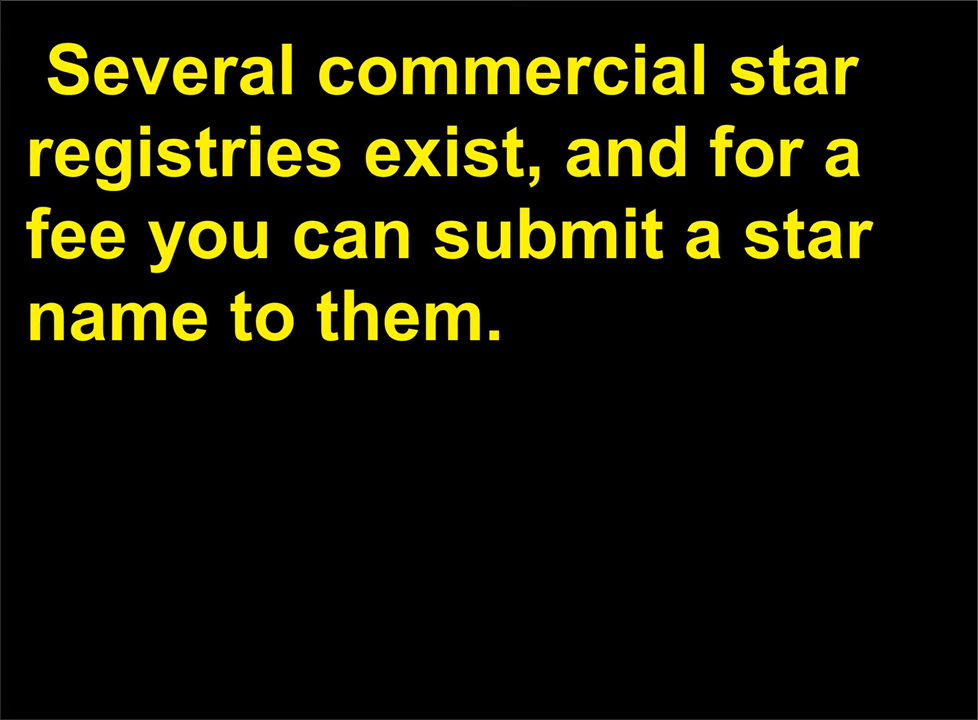 Several commercial star
registries exist, and for a
fee you can submit a star
name to them.